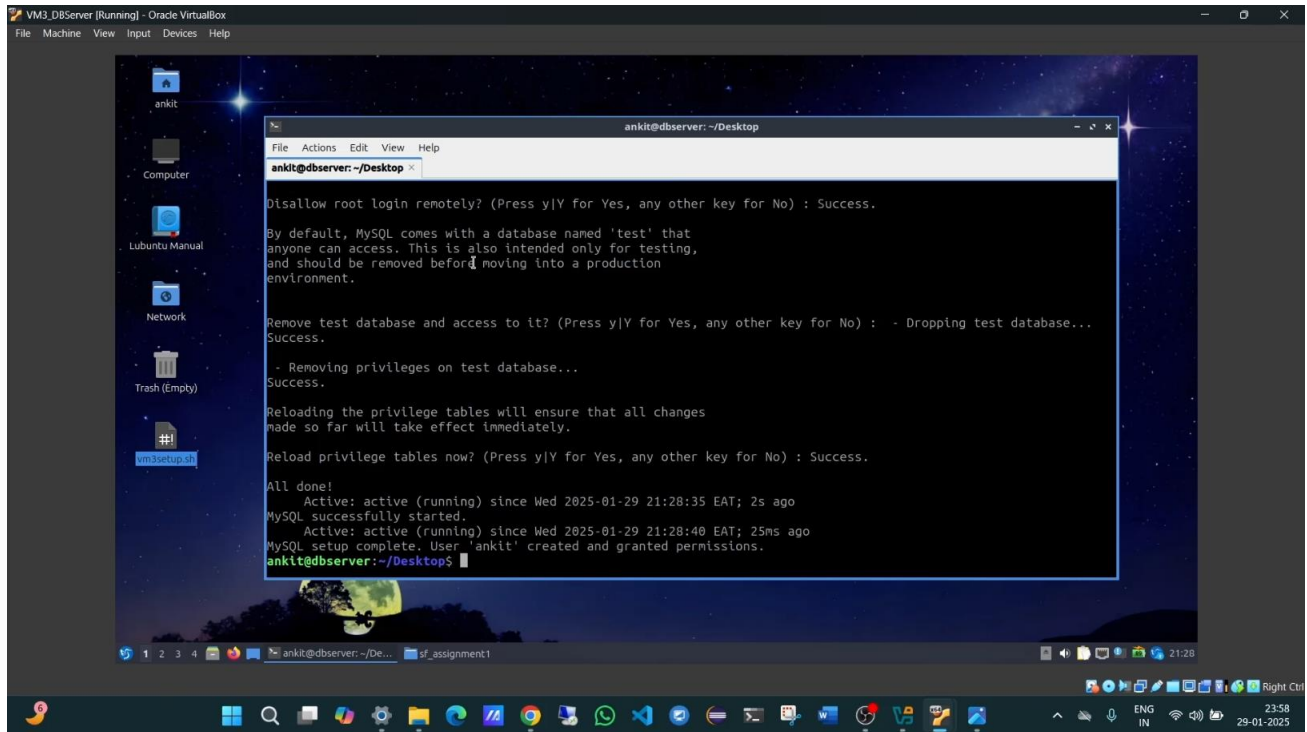 VM3_DBServer [Running] - Oracle VirtualBox
File Machine View Input Devices Help
ankit
Computer
Lubuntu Manual
Network
Trash (Empty)
#!
vm3setup.sh
ankit@dbserver: ~/Desktop
File Actions Edit View Help
ankit@dbserver: ~/Desktop
Disallow root login remotely? (Press y|Y for Yes, any other key for No) : Success.
By default, MySQL comes with a database named 'test' that
anyone can access. This is also intended only for testing,
and should be removed before moving into a production
environment.
Remove test database and access to it? (Press y|Y for Yes, any other key for No) :  - Dropping test database...
Success.
- Removing privileges on test database...
Success.
Reloading the privilege tables will ensure that all changes
made so far will take effect immediately.
Reload privilege tables now? (Press y|Y for Yes, any other key for No) : Success.
All done!
Active: active (running) since Wed 2025-01-29 21:28:35 EAT; 2s ago
MySQL successfully started.
Active: active (running) since Wed 2025-01-29 21:28:40 EAT; 25ms ago
MySQL setup complete. User 'ankit' created and granted permissions.
ankit@dbserver:~/Desktop$
1 2 3 4 ankit@dbserver: ~/De... sf_assignment1 21:28
Right Ctrl
6
ENG
IN
23:58
29-01-2025